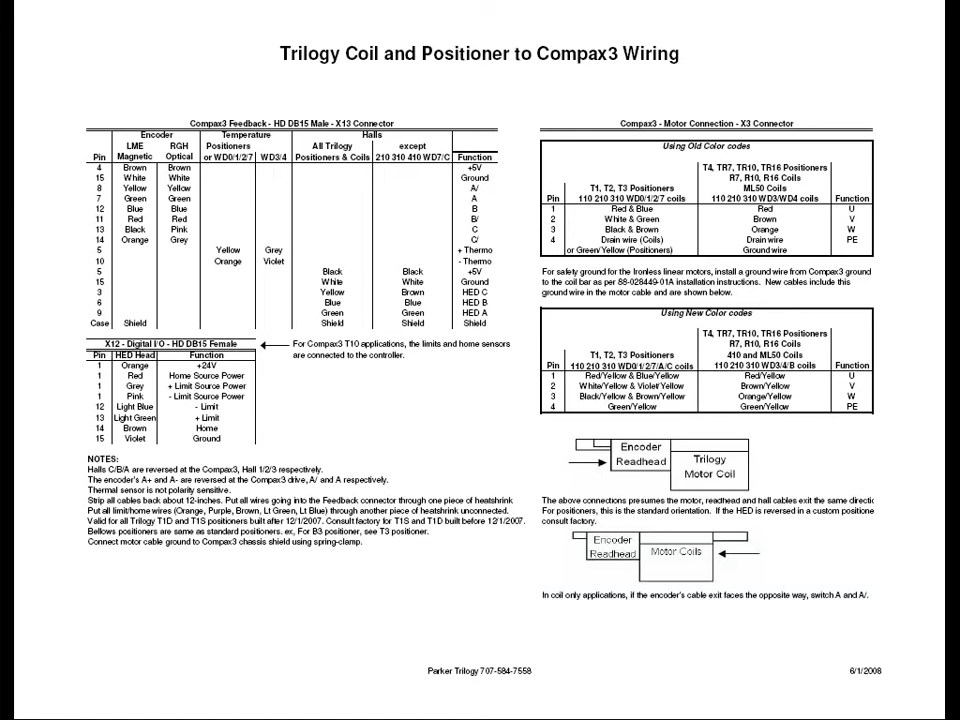 Trilogy Coil and Positioner to Compax3 Wiring
Compax3 Feedback - HD DB15 Male - X13 Connector
Encoder Temperature Halls
LME RGH Positioners All Trilogy except
Pin Magnetic Optical or WD0/1/2/7 WD3/4 Positioners & Coils 210 310 410 WD7/C Function
4 Brown Brown +5V
15 White White Ground
8 Yellow Yellow A/
7 Green Green A
12 Blue Blue B
11 Red Red B/
13 Black Pink C
14 Orange Grey C/
5 Yellow Grey + Thermo
10 Orange Violet - Thermo
5 Black Black +5V
15 White White Ground
3 Yellow Brown HED C
6 Blue Blue HED B
9 Green Green HED A
Case Shield Shield Shield Shield
X12 - Digital I/O - HD DB15 Female
Pin HED Head Function
1 Orange +24V
1 Red Home Source Power
1 Grey + Limit Source Power
1 Pink - Limit Source Power
12 Light Blue - Limit
13 Light Green + Limit
14 Brown Home
15 Violet Ground
For Compax3 T10 applications, the limits and home sensors
are connected to the controller.
NOTES:
Halls C/B/A are reversed at the Compax3, Hall 1/2/3 respectively.
The encoder's A+ and A- are reversed at the Compax3 drive, A/ and A respectively.
Thermal sensor is not polarity sensitive.
Strip all cables back about 12-inches. Put all wires going into the Feedback connector through one piece of heatshrink
Put all limit/home wires (Orange, Purple, Brown, Lt Green, Lt Blue) through another piece of heatshrink unconnected.
Valid for all Trilogy T1D and T1S positioners built after 12/1/2007. Consult factory for T1S and T1D built before 12/1/2007.
Bellows positioners are same as standard positioners. ex, For B3 positioner, see T3 positioner.
Connect motor cable ground to Compax3 chassis shield using spring-clamp.
Compax3 - Motor Connection - X3 Connector
Using Old Color codes
T4, TR7, TR10, TR16 Positioners
R7, R10, R16 Coils
T1, T2, T3 Positioners ML50 Coils
Pin 110 210 310 WD0/1/2/7 coils 110 210 310 WD3/WD4 coils Function
1 Red & Blue Red U
2 White & Green Brown V
3 Black & Brown Orange W
4 Drain wire (Coils) Drain wire PE
or Green/Yellow (Positioners) Ground wire
For safety ground for the Ironless linear motors, install a ground wire from Compax3 ground
to the coil bar as per 88-028449-01A installation instructions. New cables include this
ground wire in the motor cable and are shown below.
Using New Color codes
T4, TR7, TR10, TR16 Positioners
R7, R10, R16 Coils
T1, T2, T3 Positioners 410 and ML50 Coils
Pin 110 210 310 WD0/1/2/7/A/C coils 110 210 310 WD3/4/B coils Function
1 Red/Yellow & Blue/Yellow Red/Yellow U
2 White/Yellow & Violet/Yellow Brown/Yellow V
3 Black/Yellow & Brown/Yellow Orange/Yellow W
4 Green/Yellow Green/Yellow PE
Encoder
Readhead
Trilogy
Motor Coil
The above connections presumes the motor, readhead and hall cables exit the same directic
For positioners, this is the standard orientation. If the HED is reversed in a custom positione
consult factory.
Encoder
Readhead
Motor Coils
In coil only applications, if the encoder's cable exit faces the opposite way, switch A and A/.
Parker Trilogy 707-584-7558
6/1/2008